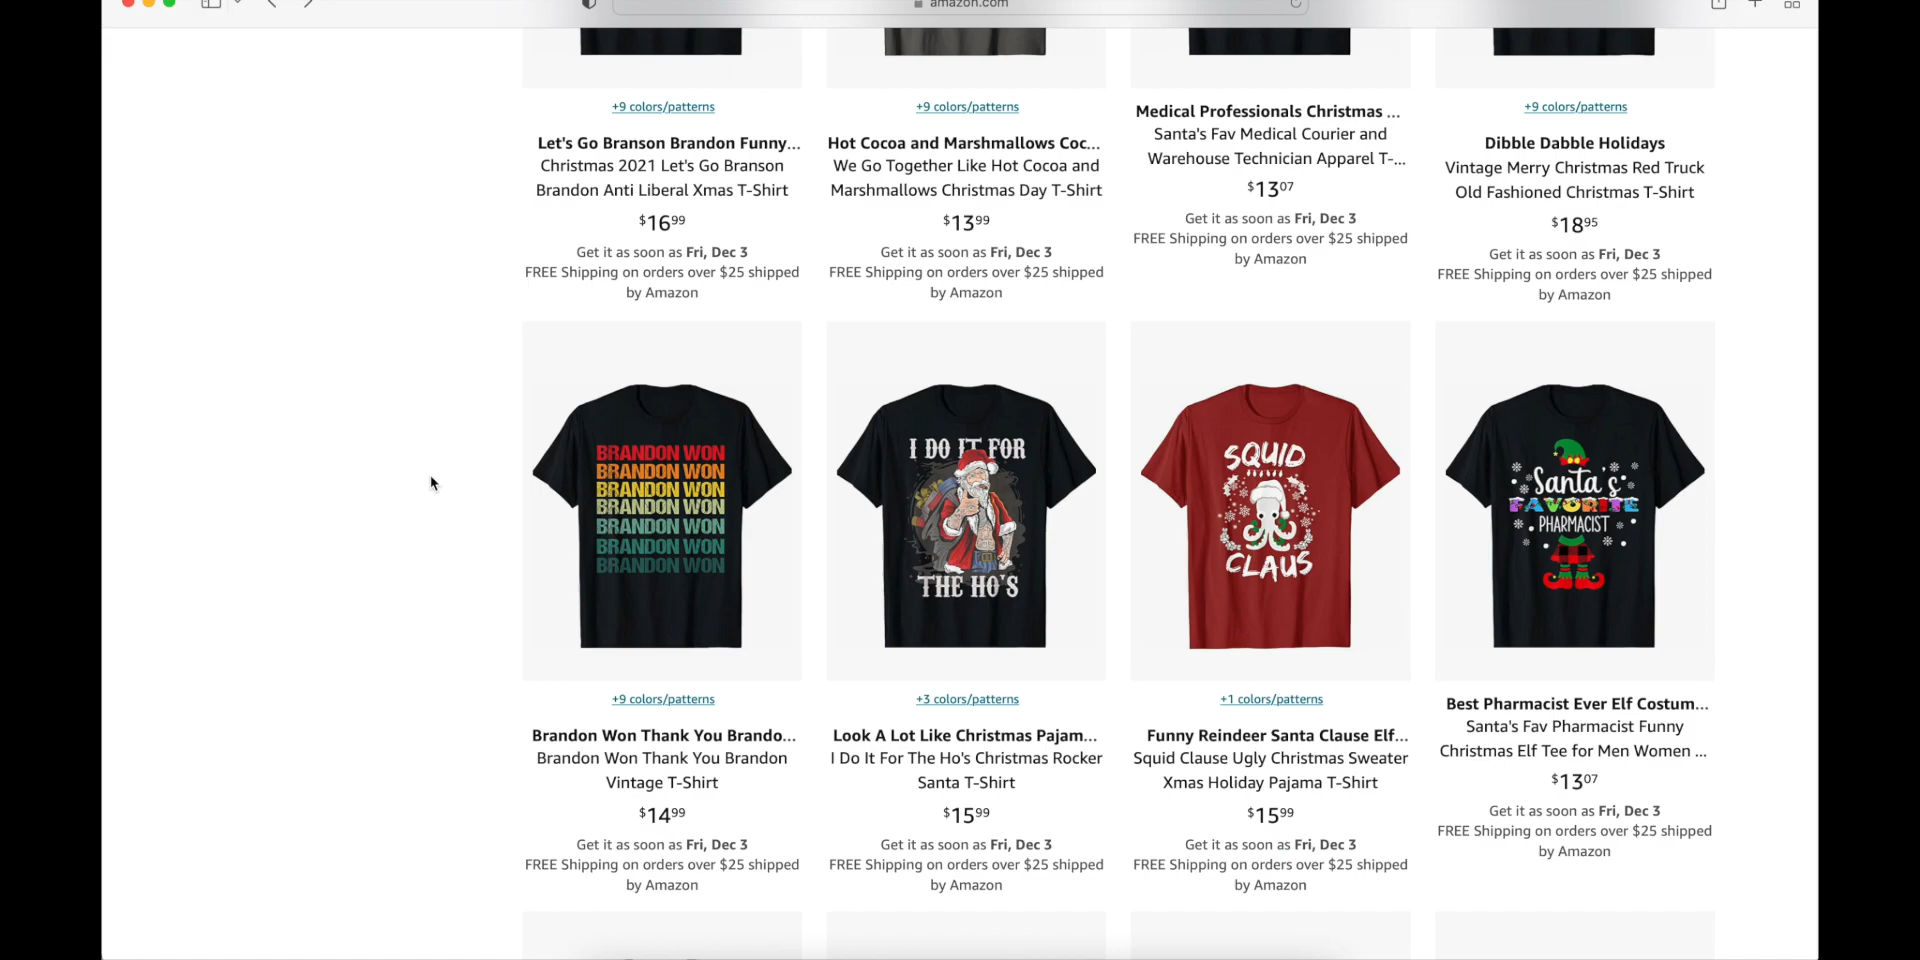 amazon.com
+9 colors/patterns
Let's Go Branson Brandon Funny...
Christmas 2021 Let's Go Branson
Brandon Anti Liberal Xmas T-Shirt
$16.99
Get it as soon as Fri, Dec 3
FREE Shipping on orders over $25 shipped
by Amazon
+9 colors/patterns
Hot Cocoa and Marshmallows Coc...
We Go Together Like Hot Cocoa and
Marshmallows Christmas Day T-Shirt
$13.99
Get it as soon as Fri, Dec 3
FREE Shipping on orders over $25 shipped
by Amazon
Medical Professionals Christmas ...
Santa's Fav Medical Courier and
Warehouse Technician Apparel T-...
$13.07
Get it as soon as Fri, Dec 3
FREE Shipping on orders over $25 shipped
by Amazon
+9 colors/patterns
Dibble Dabble Holidays
Vintage Merry Christmas Red Truck
Old Fashioned Christmas T-Shirt
$18.95
Get it as soon as Fri, Dec 3
FREE Shipping on orders over $25 shipped
by Amazon
BRANDON WON
BRANDON WON
BRANDON WON
BRANDON WON
BRANDON WON
BRANDON WON
BRANDON WON
+9 colors/patterns
Brandon Won Thank You Brando...
Brandon Won Thank You Brandon
Vintage T-Shirt
$14.99
Get it as soon as Fri, Dec 3
FREE Shipping on orders over $25 shipped
by Amazon
I DO IT FOR
THE HO'S
+3 colors/patterns
Look A Lot Like Christmas Pajam...
I Do It For The Ho's Christmas Rocker
Santa T-Shirt
$15.99
Get it as soon as Fri, Dec 3
FREE Shipping on orders over $25 shipped
by Amazon
SQUID
CLAUS
+1 colors/patterns
Funny Reindeer Santa Clause Elf...
Squid Clause Ugly Christmas Sweater
Xmas Holiday Pajama T-Shirt
$15.99
Get it as soon as Fri, Dec 3
FREE Shipping on orders over $25 shipped
by Amazon
Santa's
FAVORITE
PHARMACIST
Best Pharmacist Ever Elf Costum...
Santa's Fav Pharmacist Funny
Christmas Elf Tee for Men Women ...
$13.07
Get it as soon as Fri, Dec 3
FREE Shipping on orders over $25 shipped
by Amazon